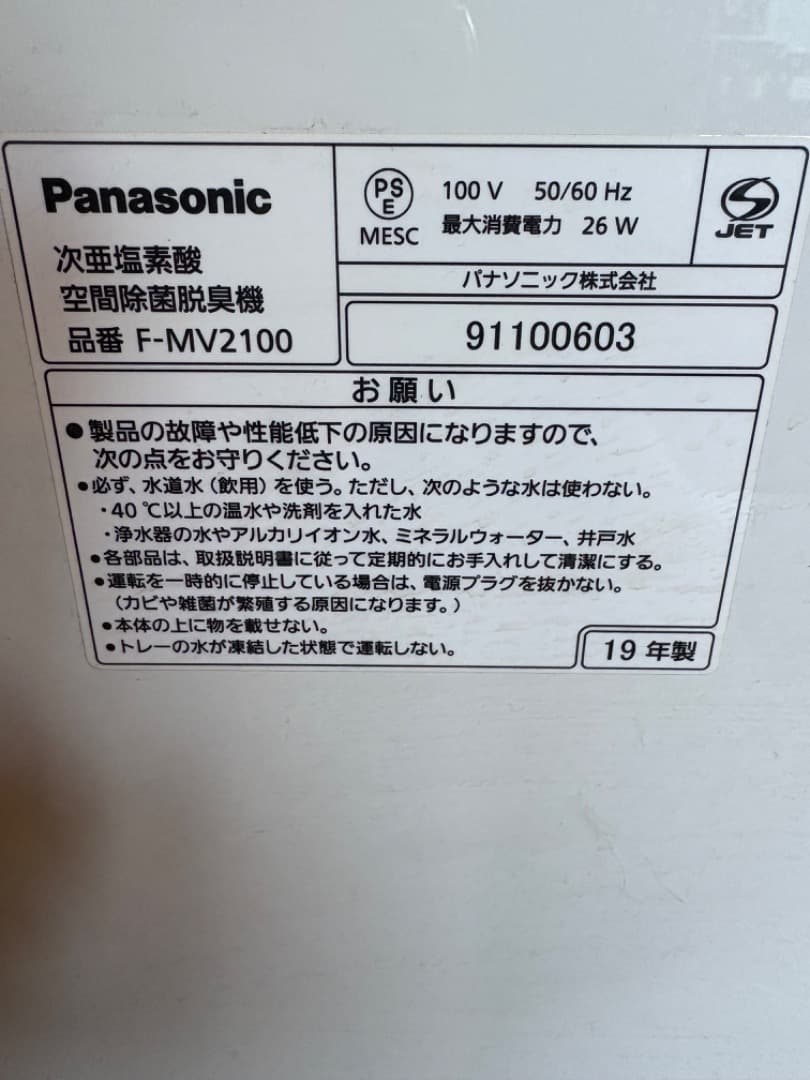 Panasonic
次亜塩素酸
空間除菌脱臭機
品番 F-MV2100
PSE
MESC
100 V 50/60 Hz
最大消費電力 26 W
S
JET
パナソニック株式会社
91100603
お願い
●製品の故障や性能低下の原因になりますので、
次の点をお守りください。
●必ず、水道水(飲用)を使う。ただし、次のような水は使わない。
・40 ℃以上の温水や洗剤を入れた水
・浄水器の水やアルカリイオン水、ミネラルウォーター、井戸水
●各部品は、取扱説明書に従って定期的にお手入れして清潔にする。
●運転を一時的に停止している場合は、電源プラグを抜かない。
(カビや雑菌が繁殖する原因になります。)
●本体の上に物を載せない。
●トレーの水が凍結した状態で運転しない。
19 年製